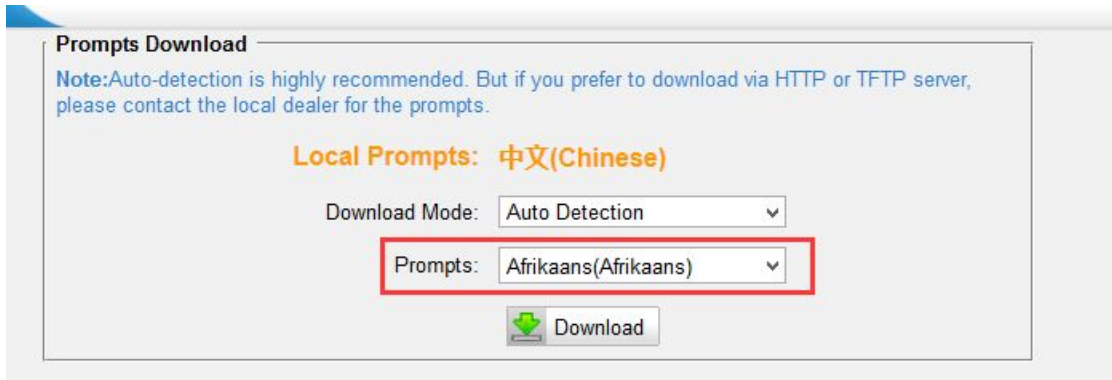 Prompts Download
Note:Auto-detection is highly recommended. But if you prefer to download via HTTP or TFTP server,
please contact the local dealer for the prompts.
Local Prompts: 中文(Chinese)
Download Mode: Auto Detection
Prompts: Afrikaans(Afrikaans)
Download